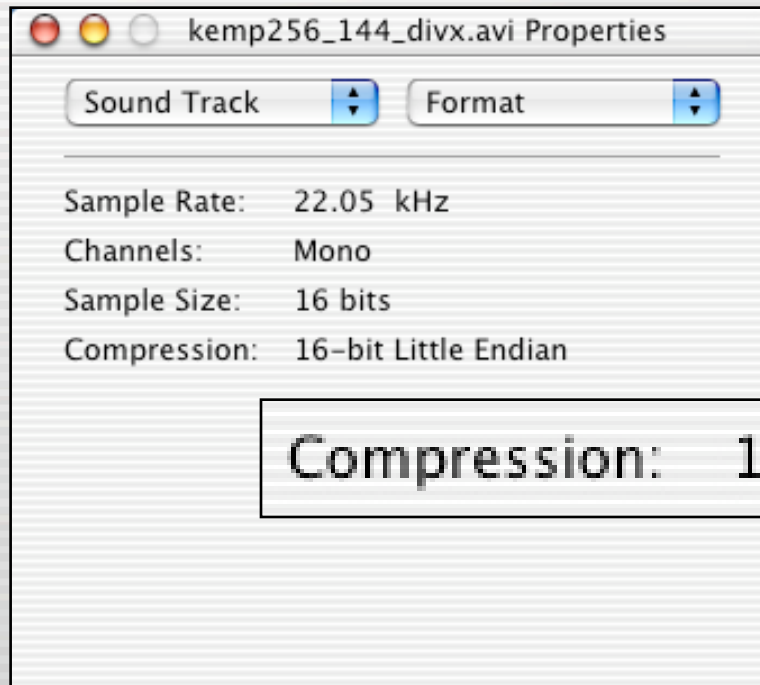 kemp256_144_divx.avi Properties
Sound Track Format
Sample Rate: 22.05 kHz
Channels: Mono
Sample Size: 16 bits
Compression: 16-bit Little Endian
Compression: 1